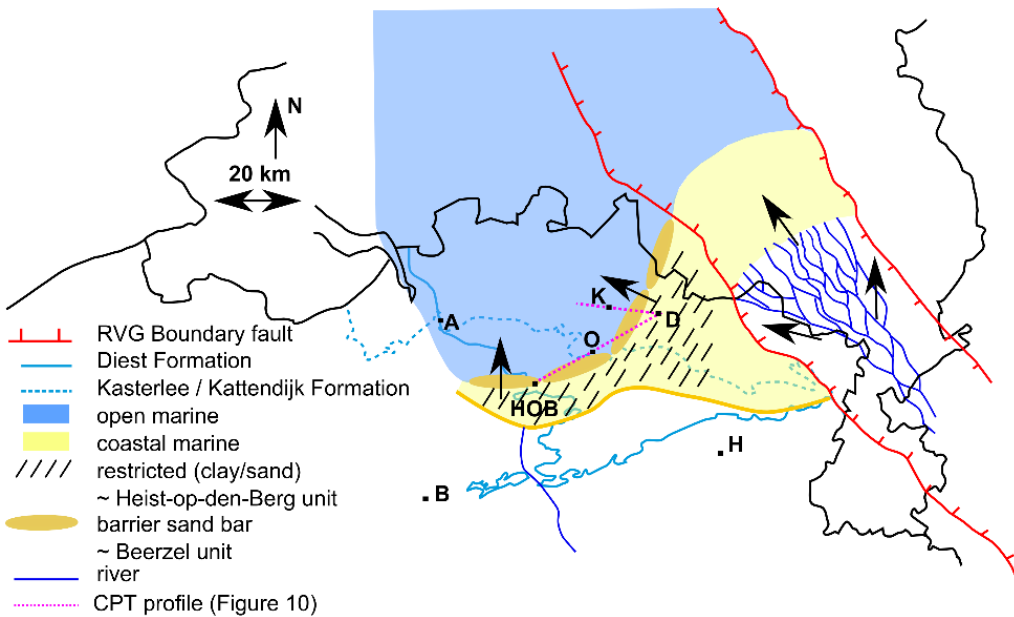 N
20 km
K
A
D
O
HOB
H
B
RVG Boundary fault
Diest Formation
Kasterlee / Kattendijk Formation
open marine
coastal marine
restricted (clay/sand)
~ Heist-op-den-Berg unit
barrier sand bar
~ Beerzel unit
river
CPT profile (Figure 10)